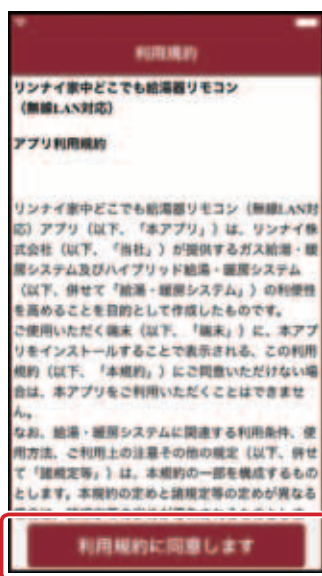 利用規約
リンナイ家中どこでも給湯器リモコン
（無線LAN対応）
アプリ利用規約
リンナイ家中どこでも給湯器リモコン（無線LAN対
応）アプリ（以下、「本アプリ」）は、リンナイ株
式会社（以下、「当社」）が提供するガス給湯・暖
房システム及びハイブリッド給湯・暖房システム
（以下、併せて「給湯・暖房システム」）の利便性
を高めることを目的として作成したものです。
ご使用いただく端末（以下、「端末」）に、本アプ
リをインストールすることで表示される、この利用
規約（以下、「本規約」）にご同意いただけない場
合は、本アプリをご利用いただくことはできませ
ん。
なお、給湯・暖房システムに関連する利用条件、使
用方法、ご利用上の注意その他の規定（以下、併せ
て「諸規定等」）は、本規約の一部を構成するもの
とします。本規約の定めと諸規定等の定めが異なる
利用規約に同意します